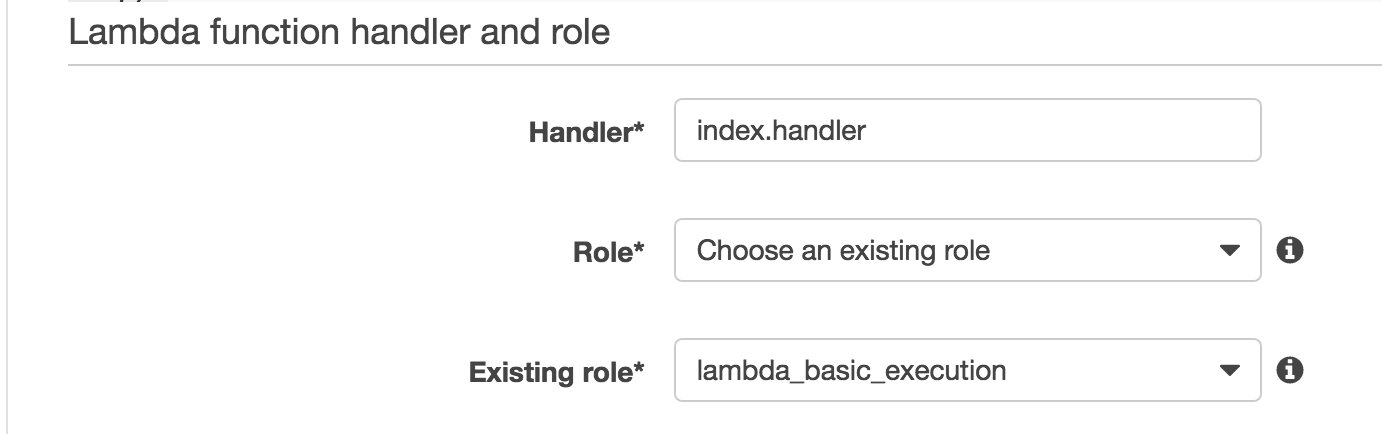 Lambda function handler and role
Handler* index.handler
Role* Choose an existing role
Existing role* lambda_basic_execution